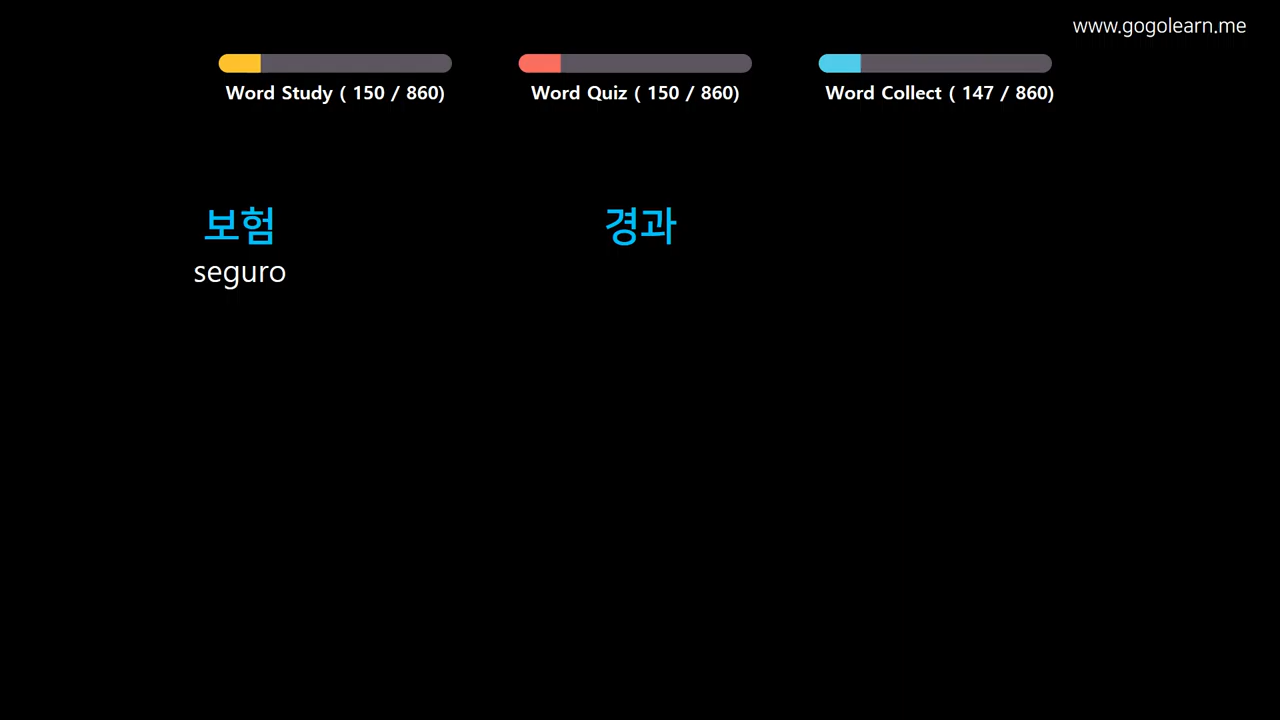 www.gogolearn.me
Word Study ( 150 / 860)
Word Quiz ( 150 / 860)
Word Collect ( 147 / 860)
보험
seguro
경과